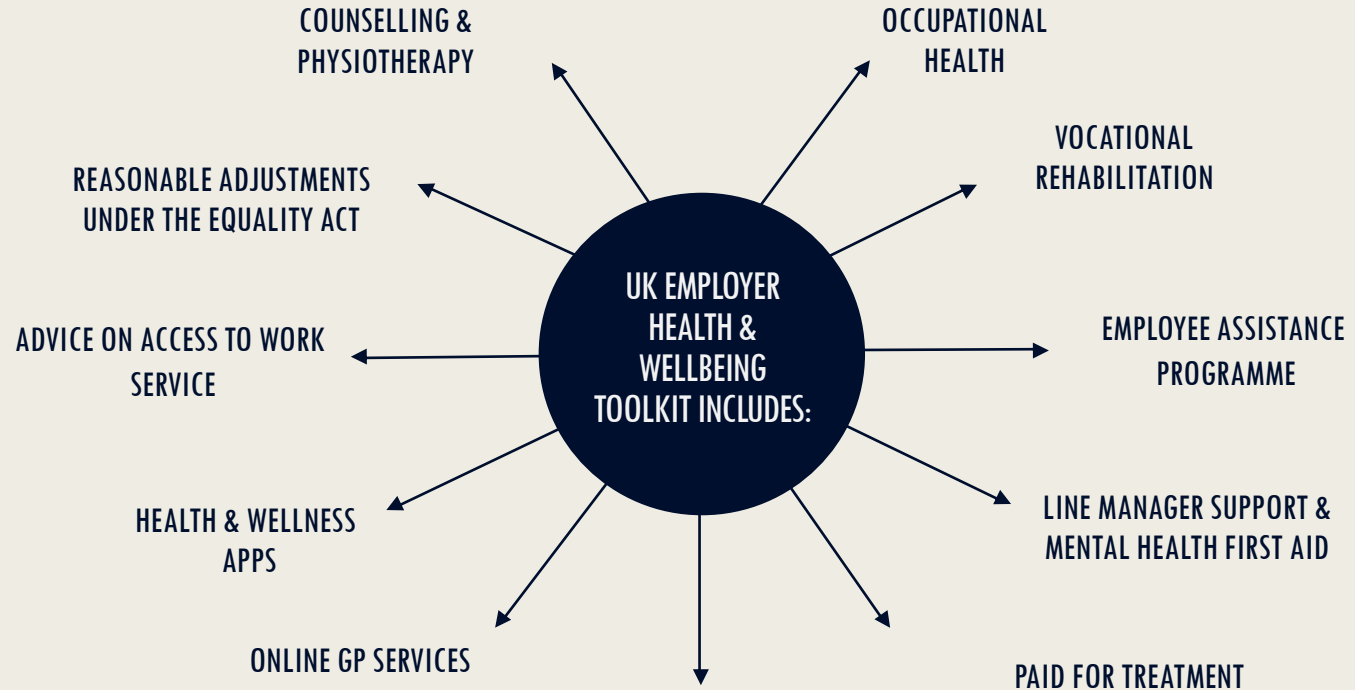 COUNSELLING &
PHYSIOTHERAPY
OCCUPATIONAL
HEALTH
VOCATIONAL
REHABILITATION
REASONABLE ADJUSTMENTS
UNDER THE EQUALITY ACT
UK EMPLOYER
HEALTH &
WELLBEING
TOOLKIT INCLUDES:
ADVICE ON ACCESS TO WORK
SERVICE
EMPLOYEE ASSISTANCE
PROGRAMME
HEALTH & WELLNESS
APPS
LINE MANAGER SUPPORT &
MENTAL HEALTH FIRST AID
ONLINE GP SERVICES
PAID FOR TREATMENT